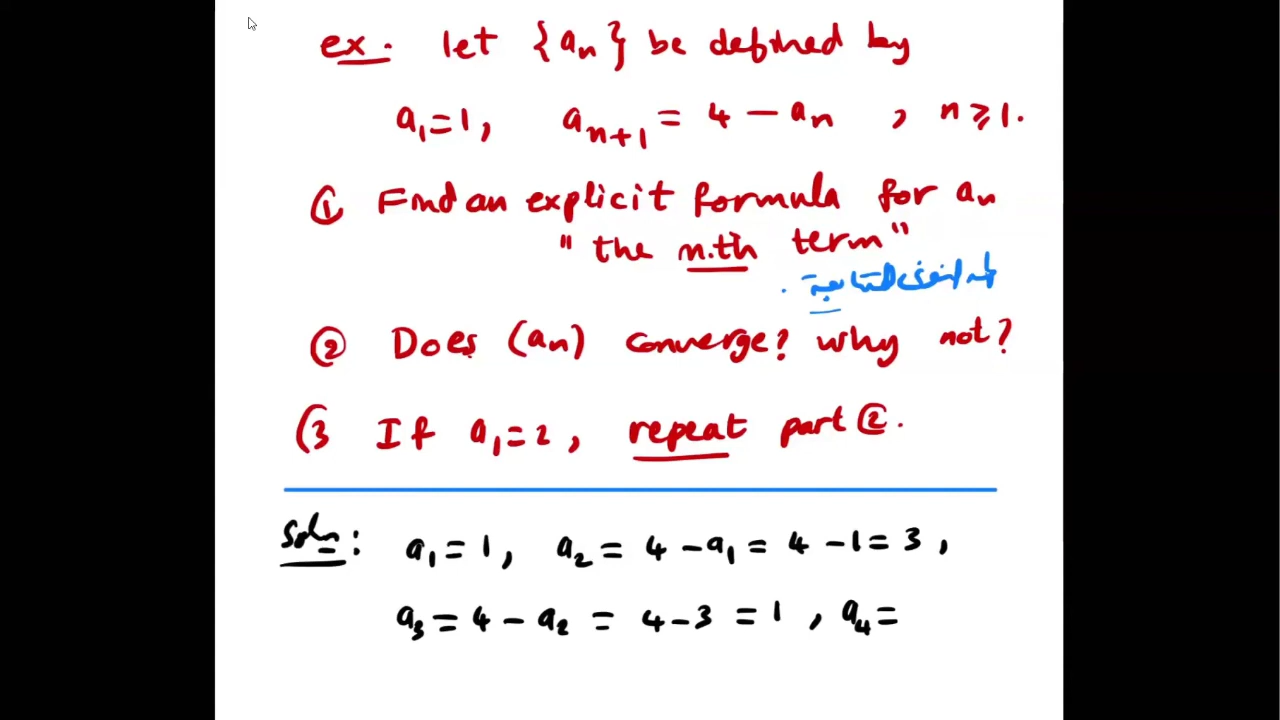 ex. let {aₙ} be defined by
a₁=1, aₙ₊₁ = 4 − aₙ , n ⩾ 1.
① Find an explicit formula for aₙ
" the n.th term "
② Does (aₙ) converge? why not?
(3 If a₁=2, repeat part ②.
Soln: a₁=1, a₂ = 4 − a₁ = 4 − 1 = 3 ,
a₃ = 4 − a₂ = 4 − 3 = 1 , a₄ =